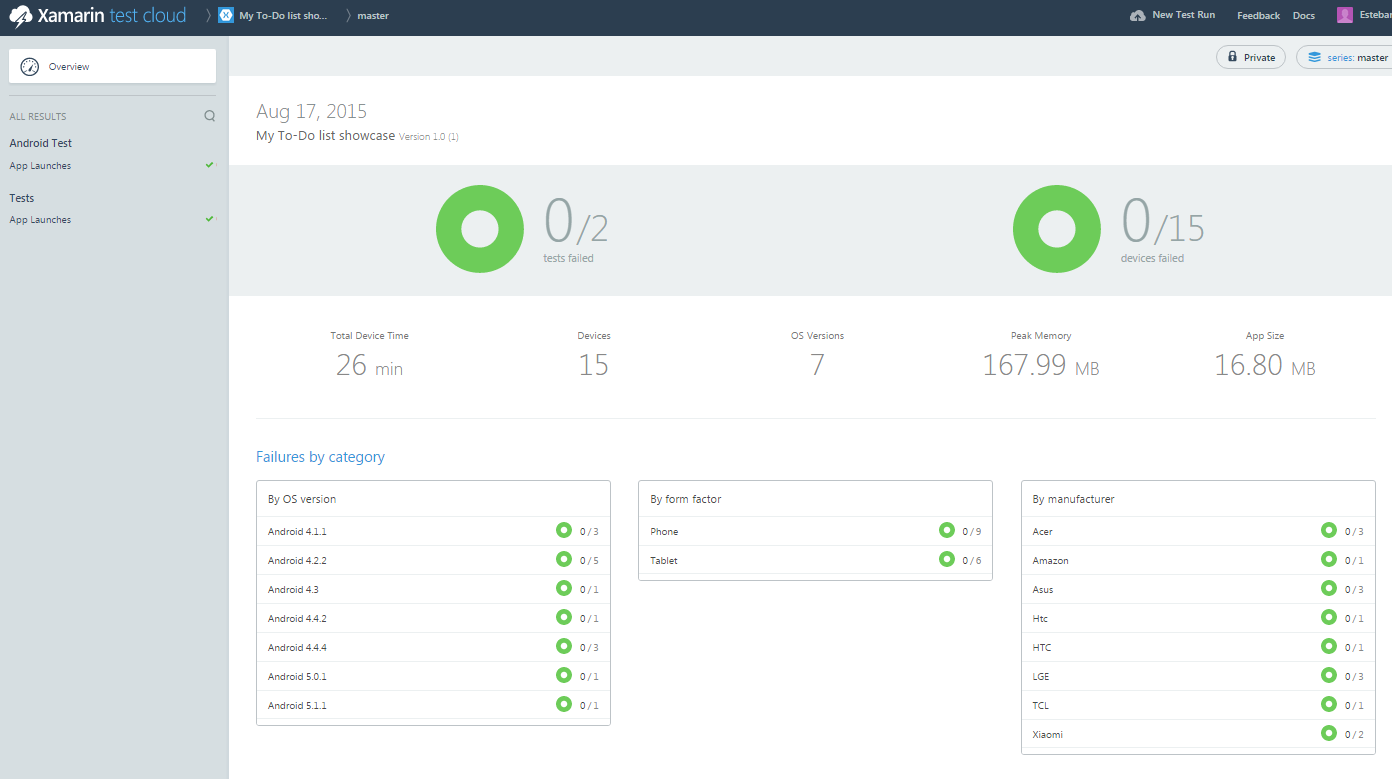 Xamarin test cloud
My To-Do list sho...
master
New Test Run
Feedback
Docs
Esteban
Overview
Private
series: master
ALL RESULTS
Android Test
App Launches
Tests
App Launches
Aug 17, 2015
My To-Do list showcase Version 1.0 (1)
0/2
tests failed
0/15
devices failed
Total Device Time
26 min
Devices
15
OS Versions
7
Peak Memory
167.99 MB
App Size
16.80 MB
Failures by category
By OS version
Android 4.1.1 0 / 3
Android 4.2.2 0 / 5
Android 4.3 0 / 1
Android 4.4.2 0 / 1
Android 4.4.4 0 / 3
Android 5.0.1 0 / 1
Android 5.1.1 0 / 1
By form factor
Phone 0 / 9
Tablet 0 / 6
By manufacturer
Acer 0 / 3
Amazon 0 / 1
Asus 0 / 3
Htc 0 / 1
HTC 0 / 1
LGE 0 / 3
TCL 0 / 1
Xiaomi 0 / 2